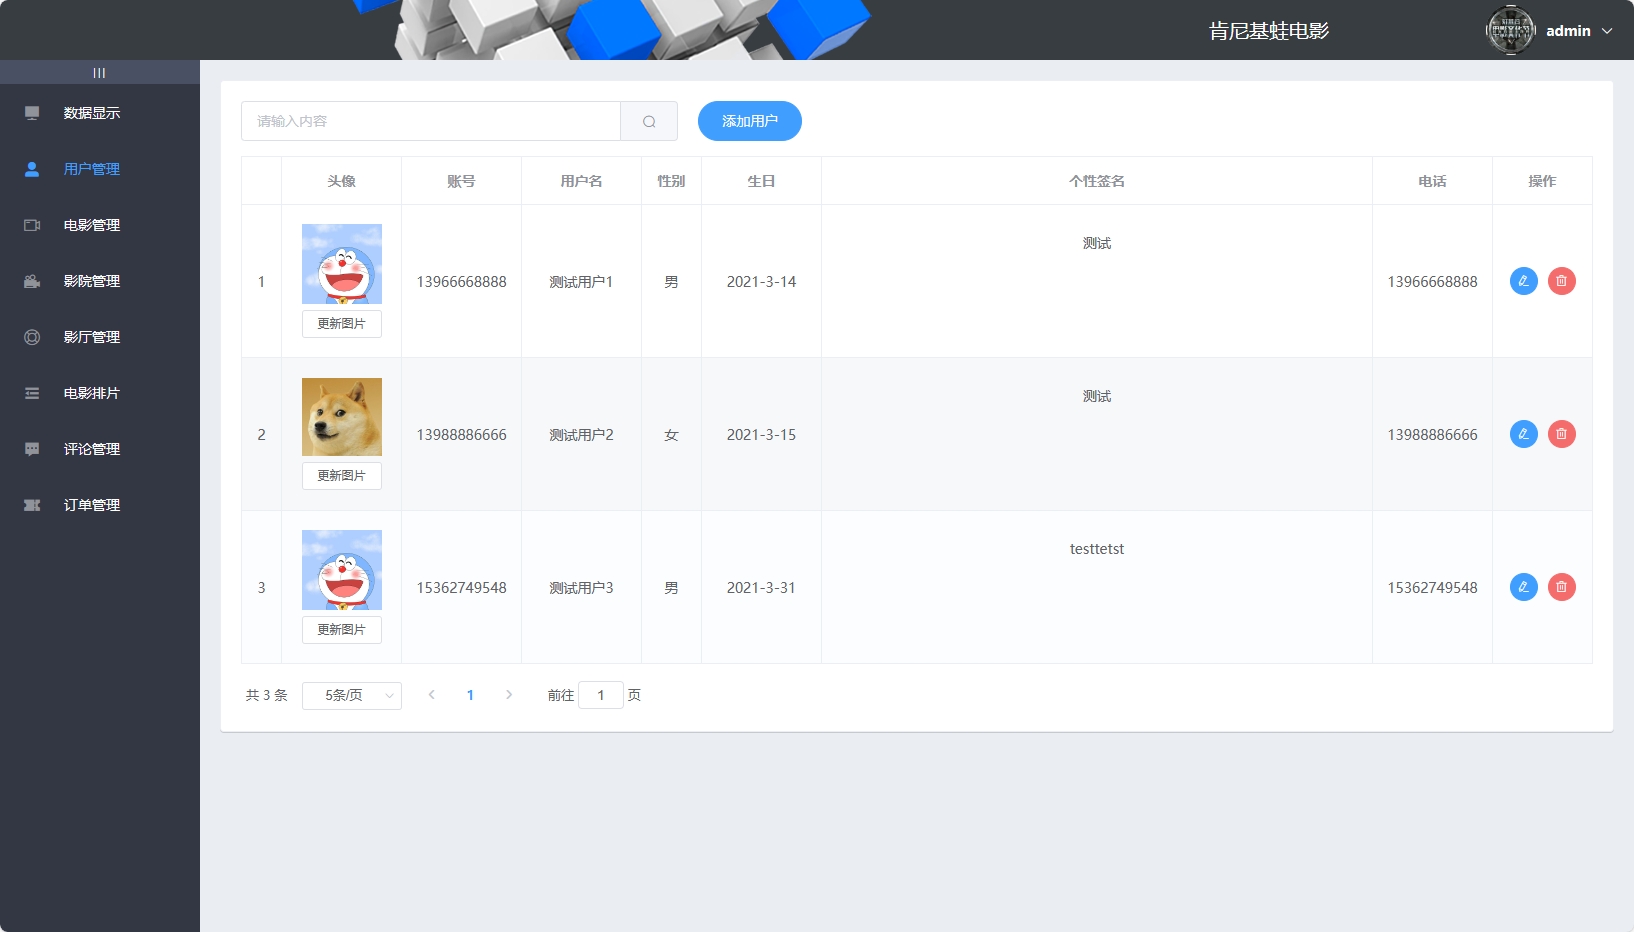 肯尼基蛙电影
admin
数据显示
用户管理
电影管理
影院管理
影厅管理
电影排片
评论管理
订单管理
请输入内容
添加用户
头像 账号 用户名 性别 生日 个性签名 电话 操作
1 13966668888 测试用户1 男 2021-3-14 测试 13966668888
更新图片
2 13988886666 测试用户2 女 2021-3-15 测试 13988886666
更新图片
3 15362749548 测试用户3 男 2021-3-31 testtetst 15362749548
更新图片
共 3 条 5条/页 1 前往 1 页